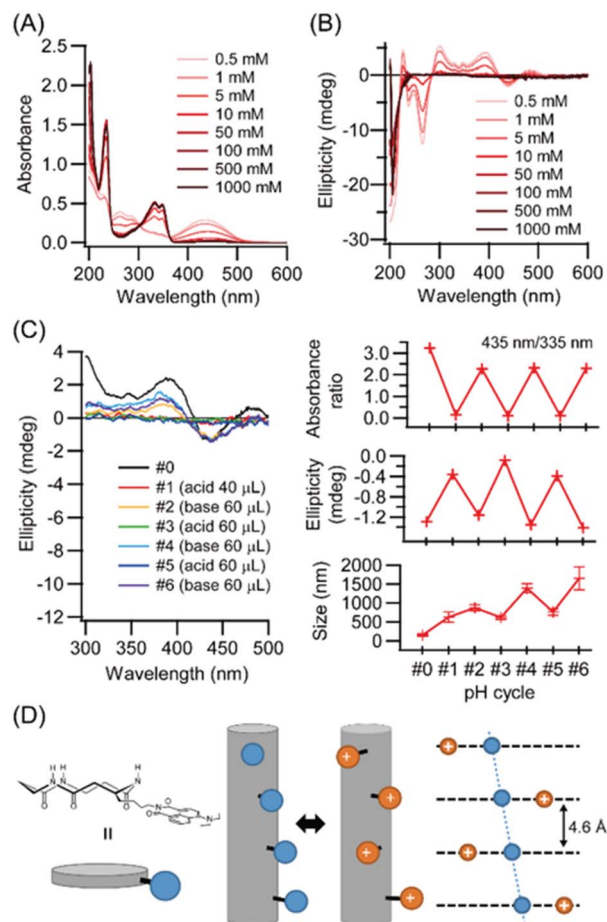 (A)
Absorbance
2.5
2.0
1.5
1.0
0.5
0.0
200 300 400 500 600
Wavelength (nm)
0.5 mM
1 mM
5 mM
10 mM
50 mM
100 mM
500 mM
1000 mM
(B)
Ellipticity (mdeg)
0
-10
-20
-30
200 300 400 500 600
Wavelength (nm)
0.5 mM
1 mM
5 mM
10 mM
50 mM
100 mM
500 mM
1000 mM
(C)
Ellipticity (mdeg)
4
2
0
-2
-4
-6
-8
-10
-12
300 350 400 450 500
Wavelength (nm)
#0
#1 (acid 40 μL)
#2 (base 60 μL)
#3 (acid 60 μL)
#4 (base 60 μL)
#5 (acid 60 μL)
#6 (base 60 μL)
435 nm/335 nm
Absorbance
ratio
3.0
2.0
1.0
0.0
Ellipticity
(mdeg)
0.0
-0.4
-0.8
-1.2
Size (nm)
2000
1500
1000
500
0
#0 #1 #2 #3 #4 #5 #6
pH cycle
(D)
H H H
N N N
O O O
N
O
N
=
+
+
+
+
+
+
+
+
4.6 Å